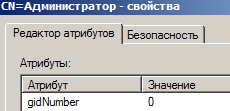 CN=Администратор - свойства
Редактор атрибутов Безопасность
Атрибуты:
Атрибут Значение
gidNumber 0